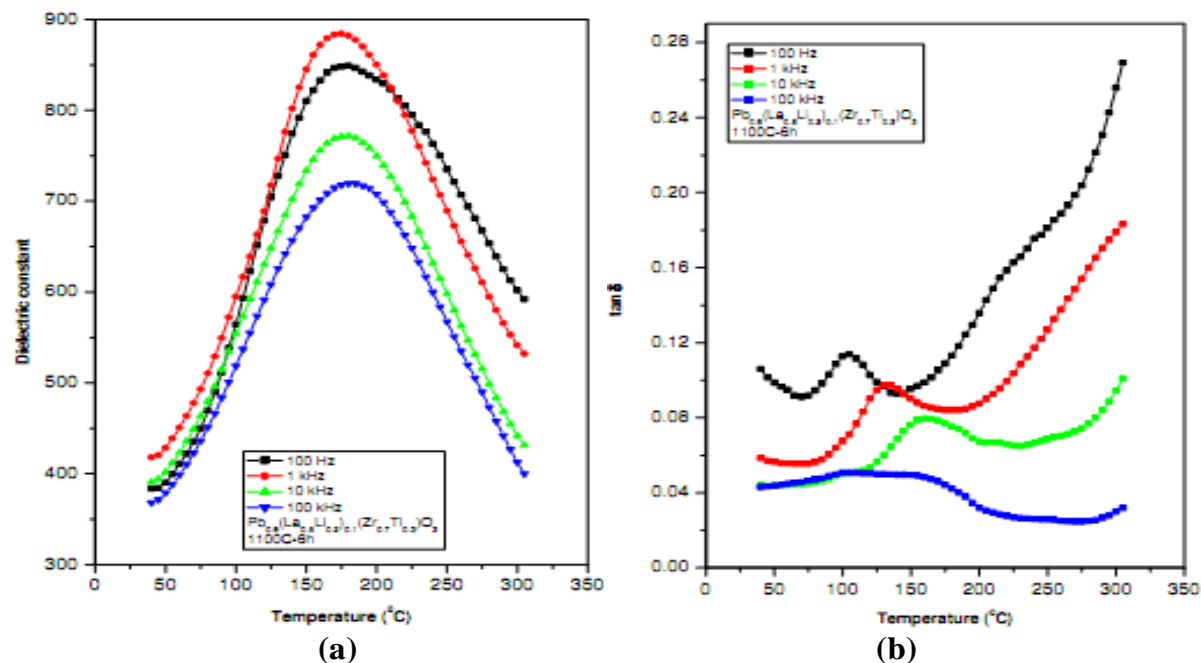 900
800
700
600
500
400
300
Dielectric constant
100 Hz
1 kHz
10 kHz
100 kHz
1100C-6h
0 50 100 150 200 250 300 350
Temperature (°C)
(a)
0.28
0.24
0.20
0.16
0.12
0.08
0.04
0.00
tanδ
100 Hz
1 kHz
10 kHz
100 kHz
1100C-6h
0 50 100 150 200 250 300 350
Temperature (°C)
(b)